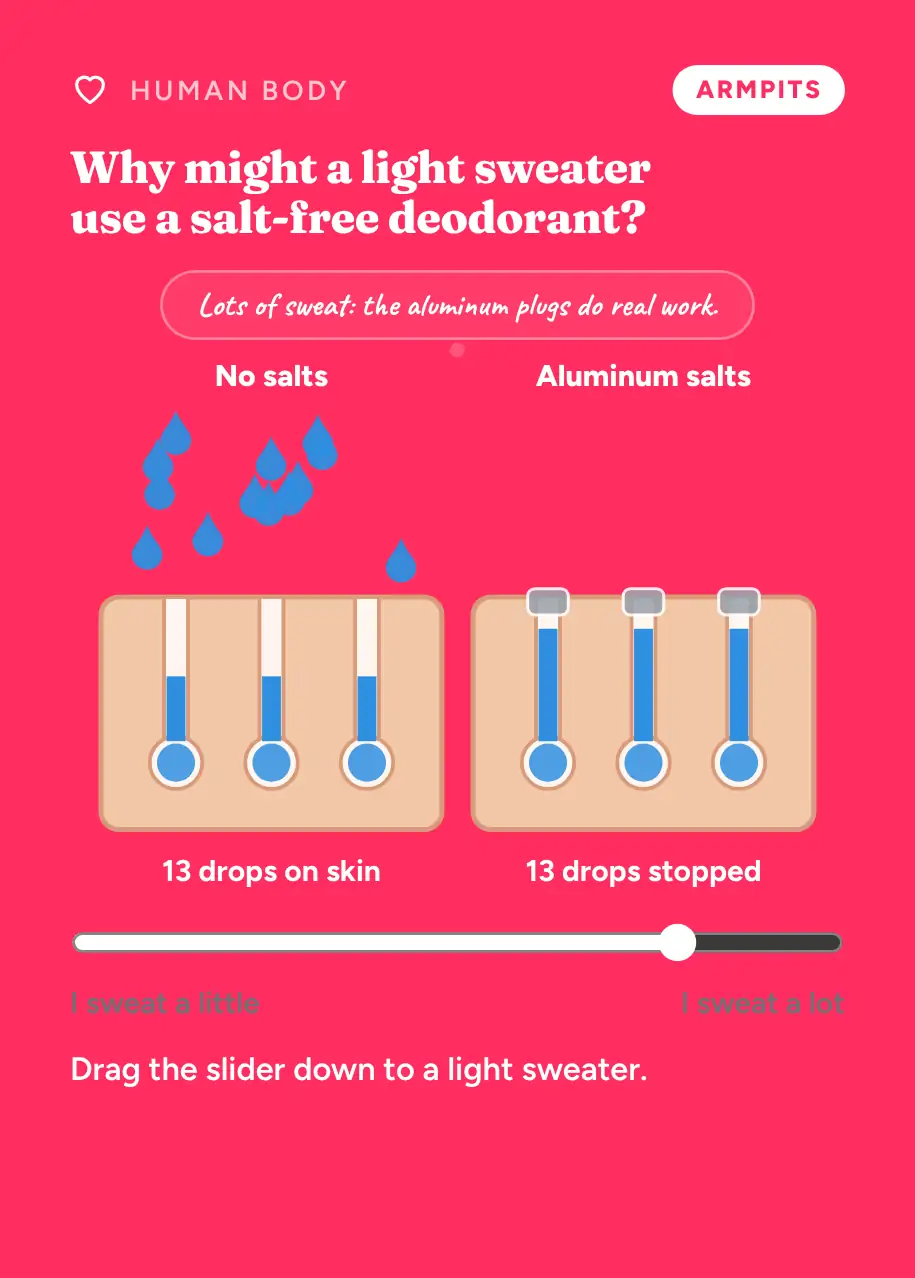 HUMAN BODY
ARMPITS
Why might a light sweater
use a salt-free deodorant?
Lots of sweat: the aluminum plugs do real work.
No salts
Aluminum salts
13 drops on skin
13 drops stopped
I sweat a little
I sweat a lot
Drag the slider down to a light sweater.